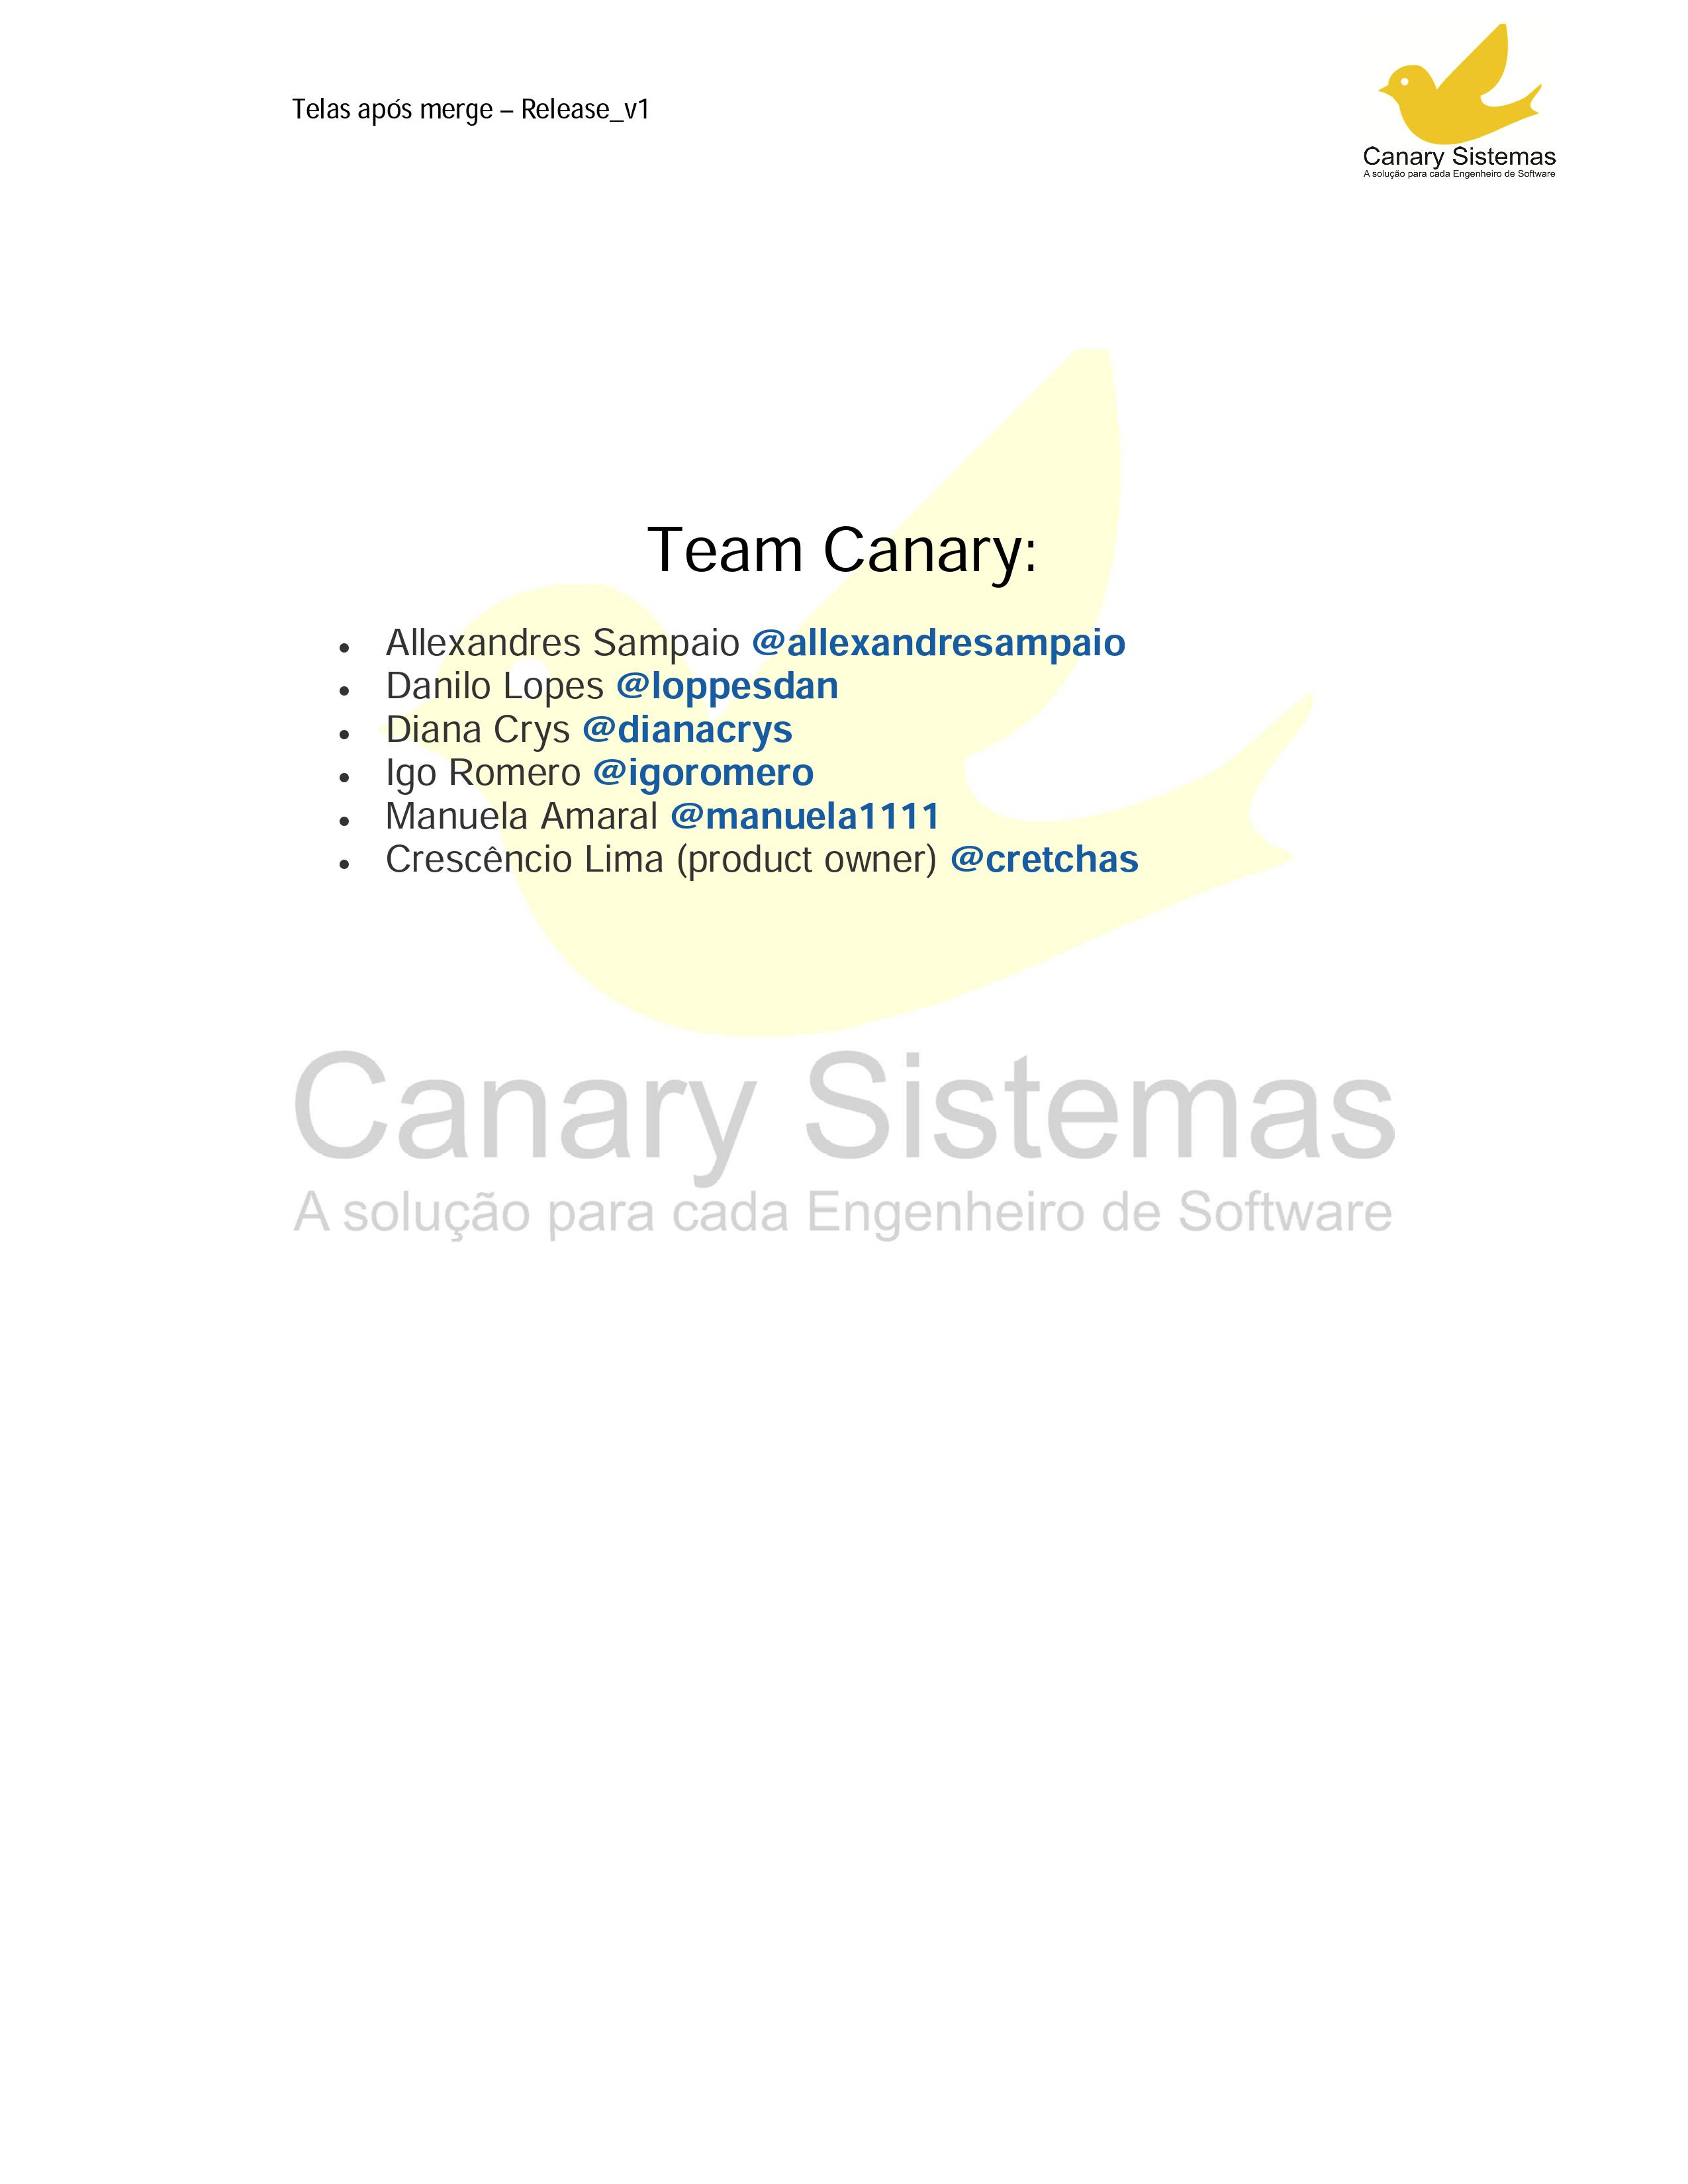 Telas após merge – Release_v1
Canary Sistemas
A solução para cada Engenheiro de Software
Team Canary:
• Allexandres Sampaio @allexandresampaio
• Danilo Lopes @loppesdan
• Diana Crys @dianacrys
• Igo Romero @igoromero
• Manuela Amaral @manuela1111
• Crescêncio Lima (product owner) @cretchas
Canary Sistemas
A solução para cada Engenheiro de Software